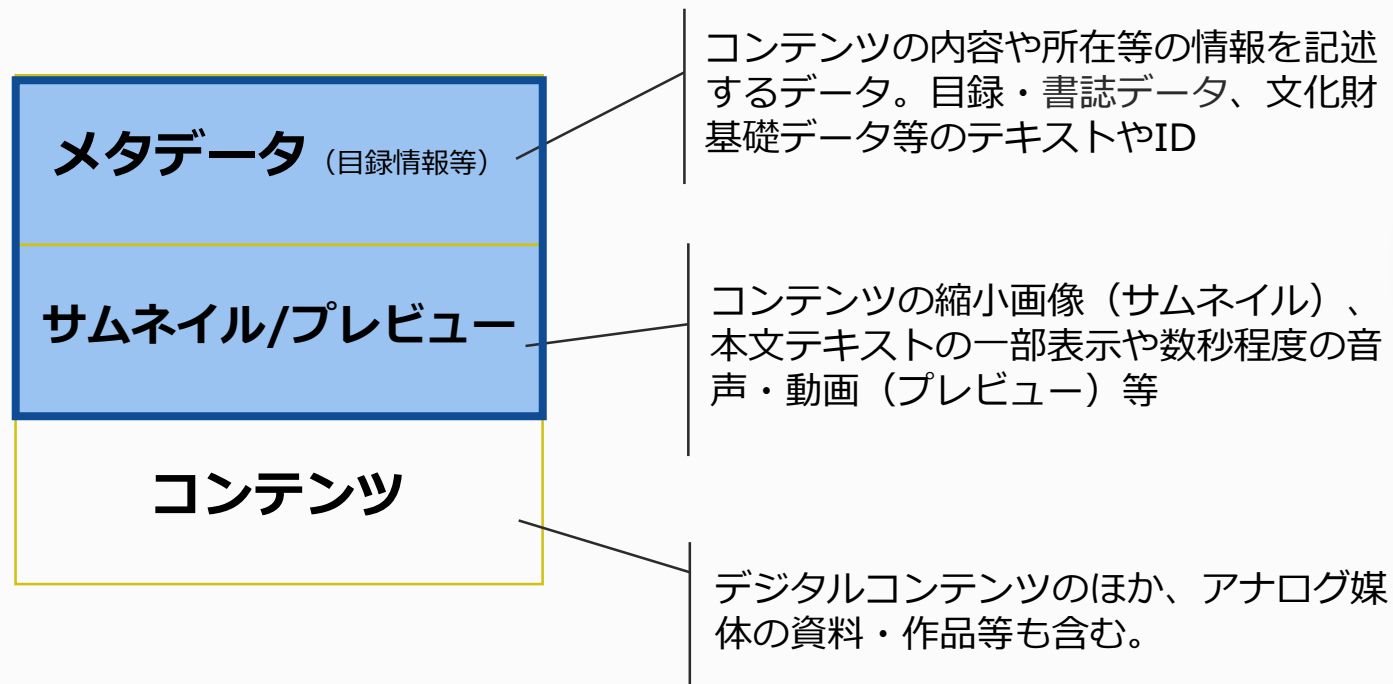 メタデータ（目録情報等）
コンテンツの内容や所在等の情報を記述
するデータ。目録・書誌データ、文化財
基礎データ等のテキストやID
サムネイル/プレビュー
コンテンツの縮小画像（サムネイル）、
本文テキストの一部表示や数秒程度の音
声・動画（プレビュー）等
コンテンツ
デジタルコンテンツのほか、アナログ媒
体の資料・作品等も含む。